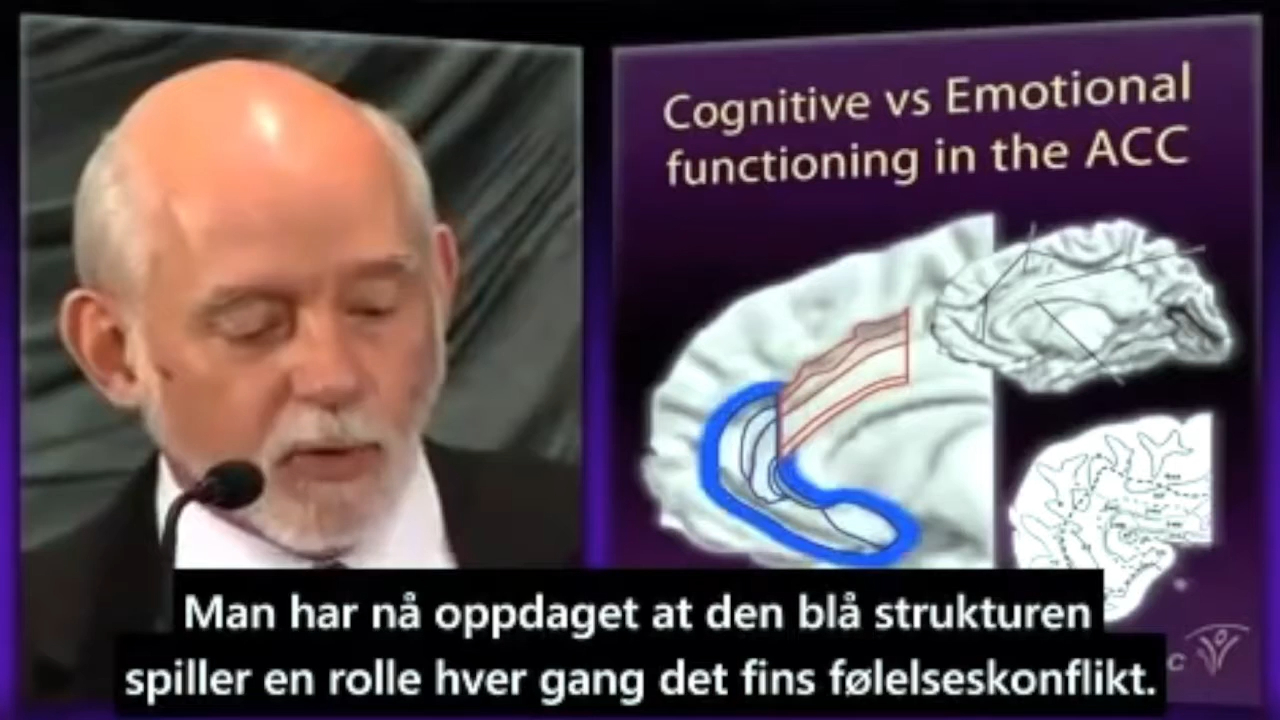 Cognitive vs Emotional
functioning in the ACC
Man har nå oppdaget at den blå strukturen
spiller en rolle hver gang det fins følelseskonflikt.
c